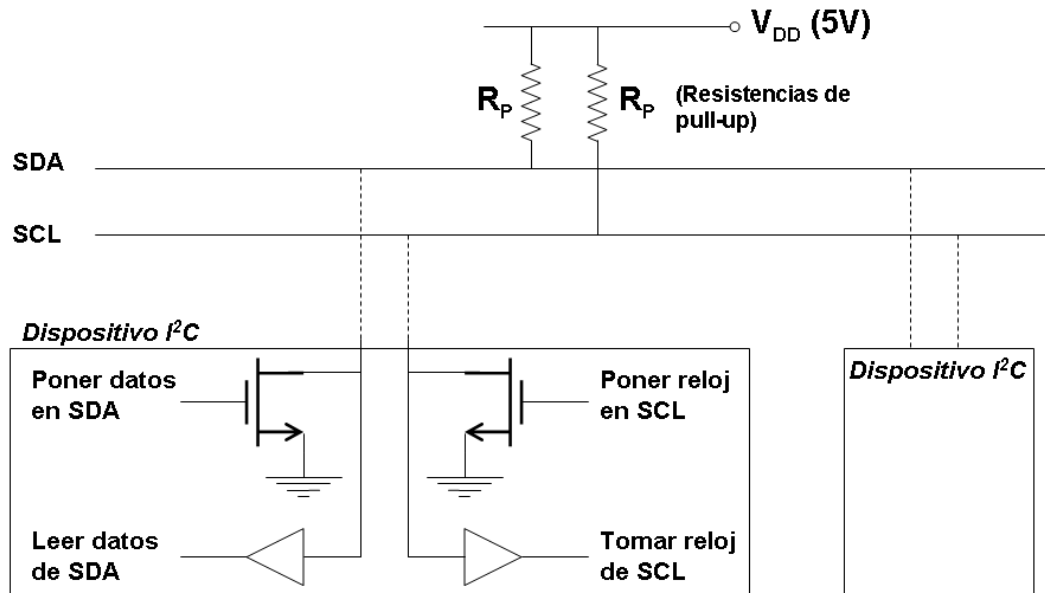 V_DD (5V)
R_P
R_P
(Resistencias de
pull-up)
SDA
SCL
Dispositivo I²C
Poner datos
en SDA
Poner reloj
en SCL
Leer datos
de SDA
Tomar reloj
de SCL
Dispositivo I²C